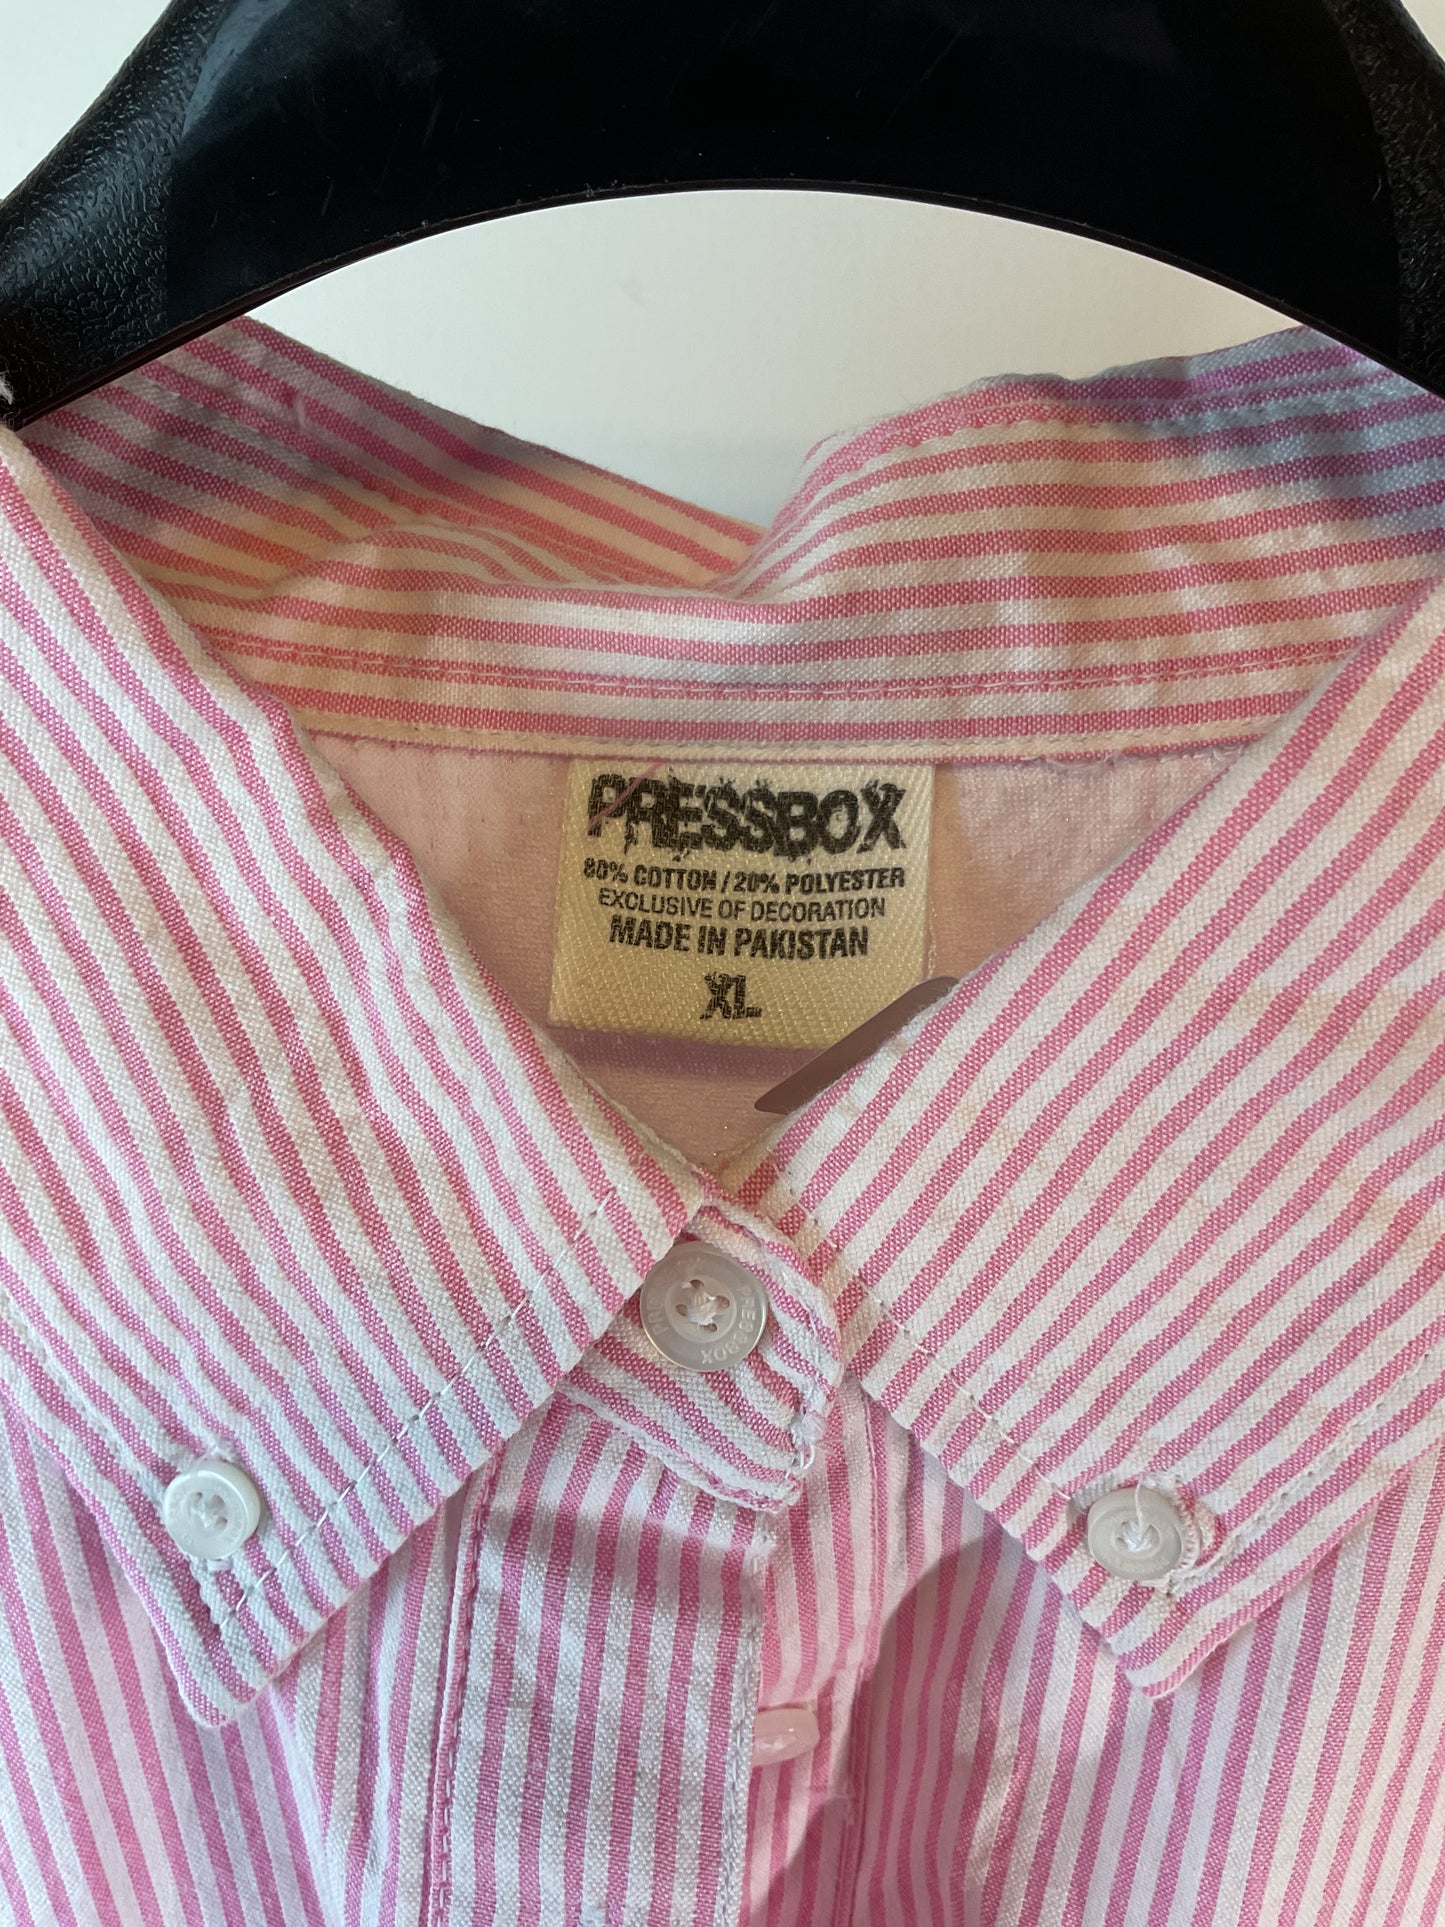 PRESSBOX
80% COTTON / 20% POLYESTER
EXCLUSIVE OF DECORATION
MADE IN PAKISTAN
XL